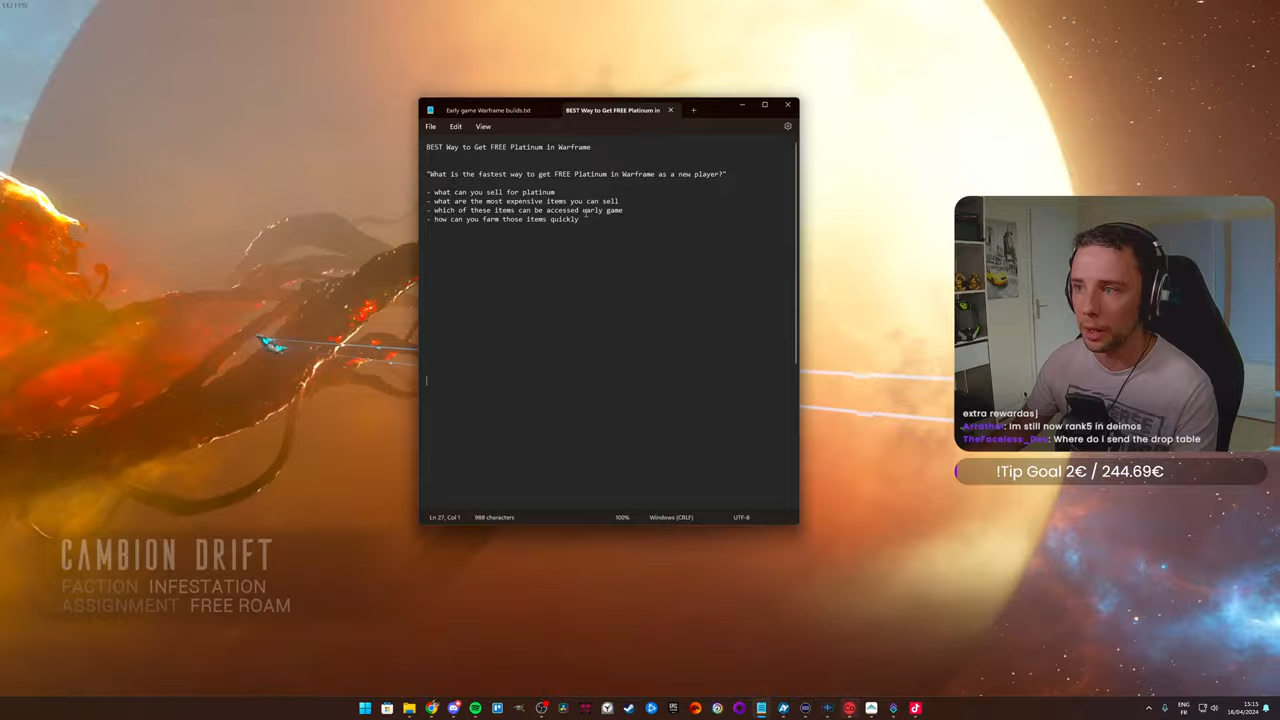 142 FPS
Early game Warframe builds.txt
BEST Way to Get FREE Platinum in
File Edit View
BEST Way to Get FREE Platinum in Warframe
"What is the fastest way to get FREE Platinum in Warframe as a new player?"
- what can you sell for platinum
- what are the most expensive items you can sell
- which of these items can be accessed early game
- how can you farm those items quickly
Ln 27, Col 1
988 characters
100%
Windows (CRLF)
UTF-8
extra rewardas
: Im still now rank5 in deimos
TheFaceless_Dev: Where do i send the drop table
!Tip Goal 2€ / 244.69€
CAMBION DRIFT
FACTION INFESTATION
ASSIGNMENT FREE ROAM
ENG
FR
15:15
16/04/2024